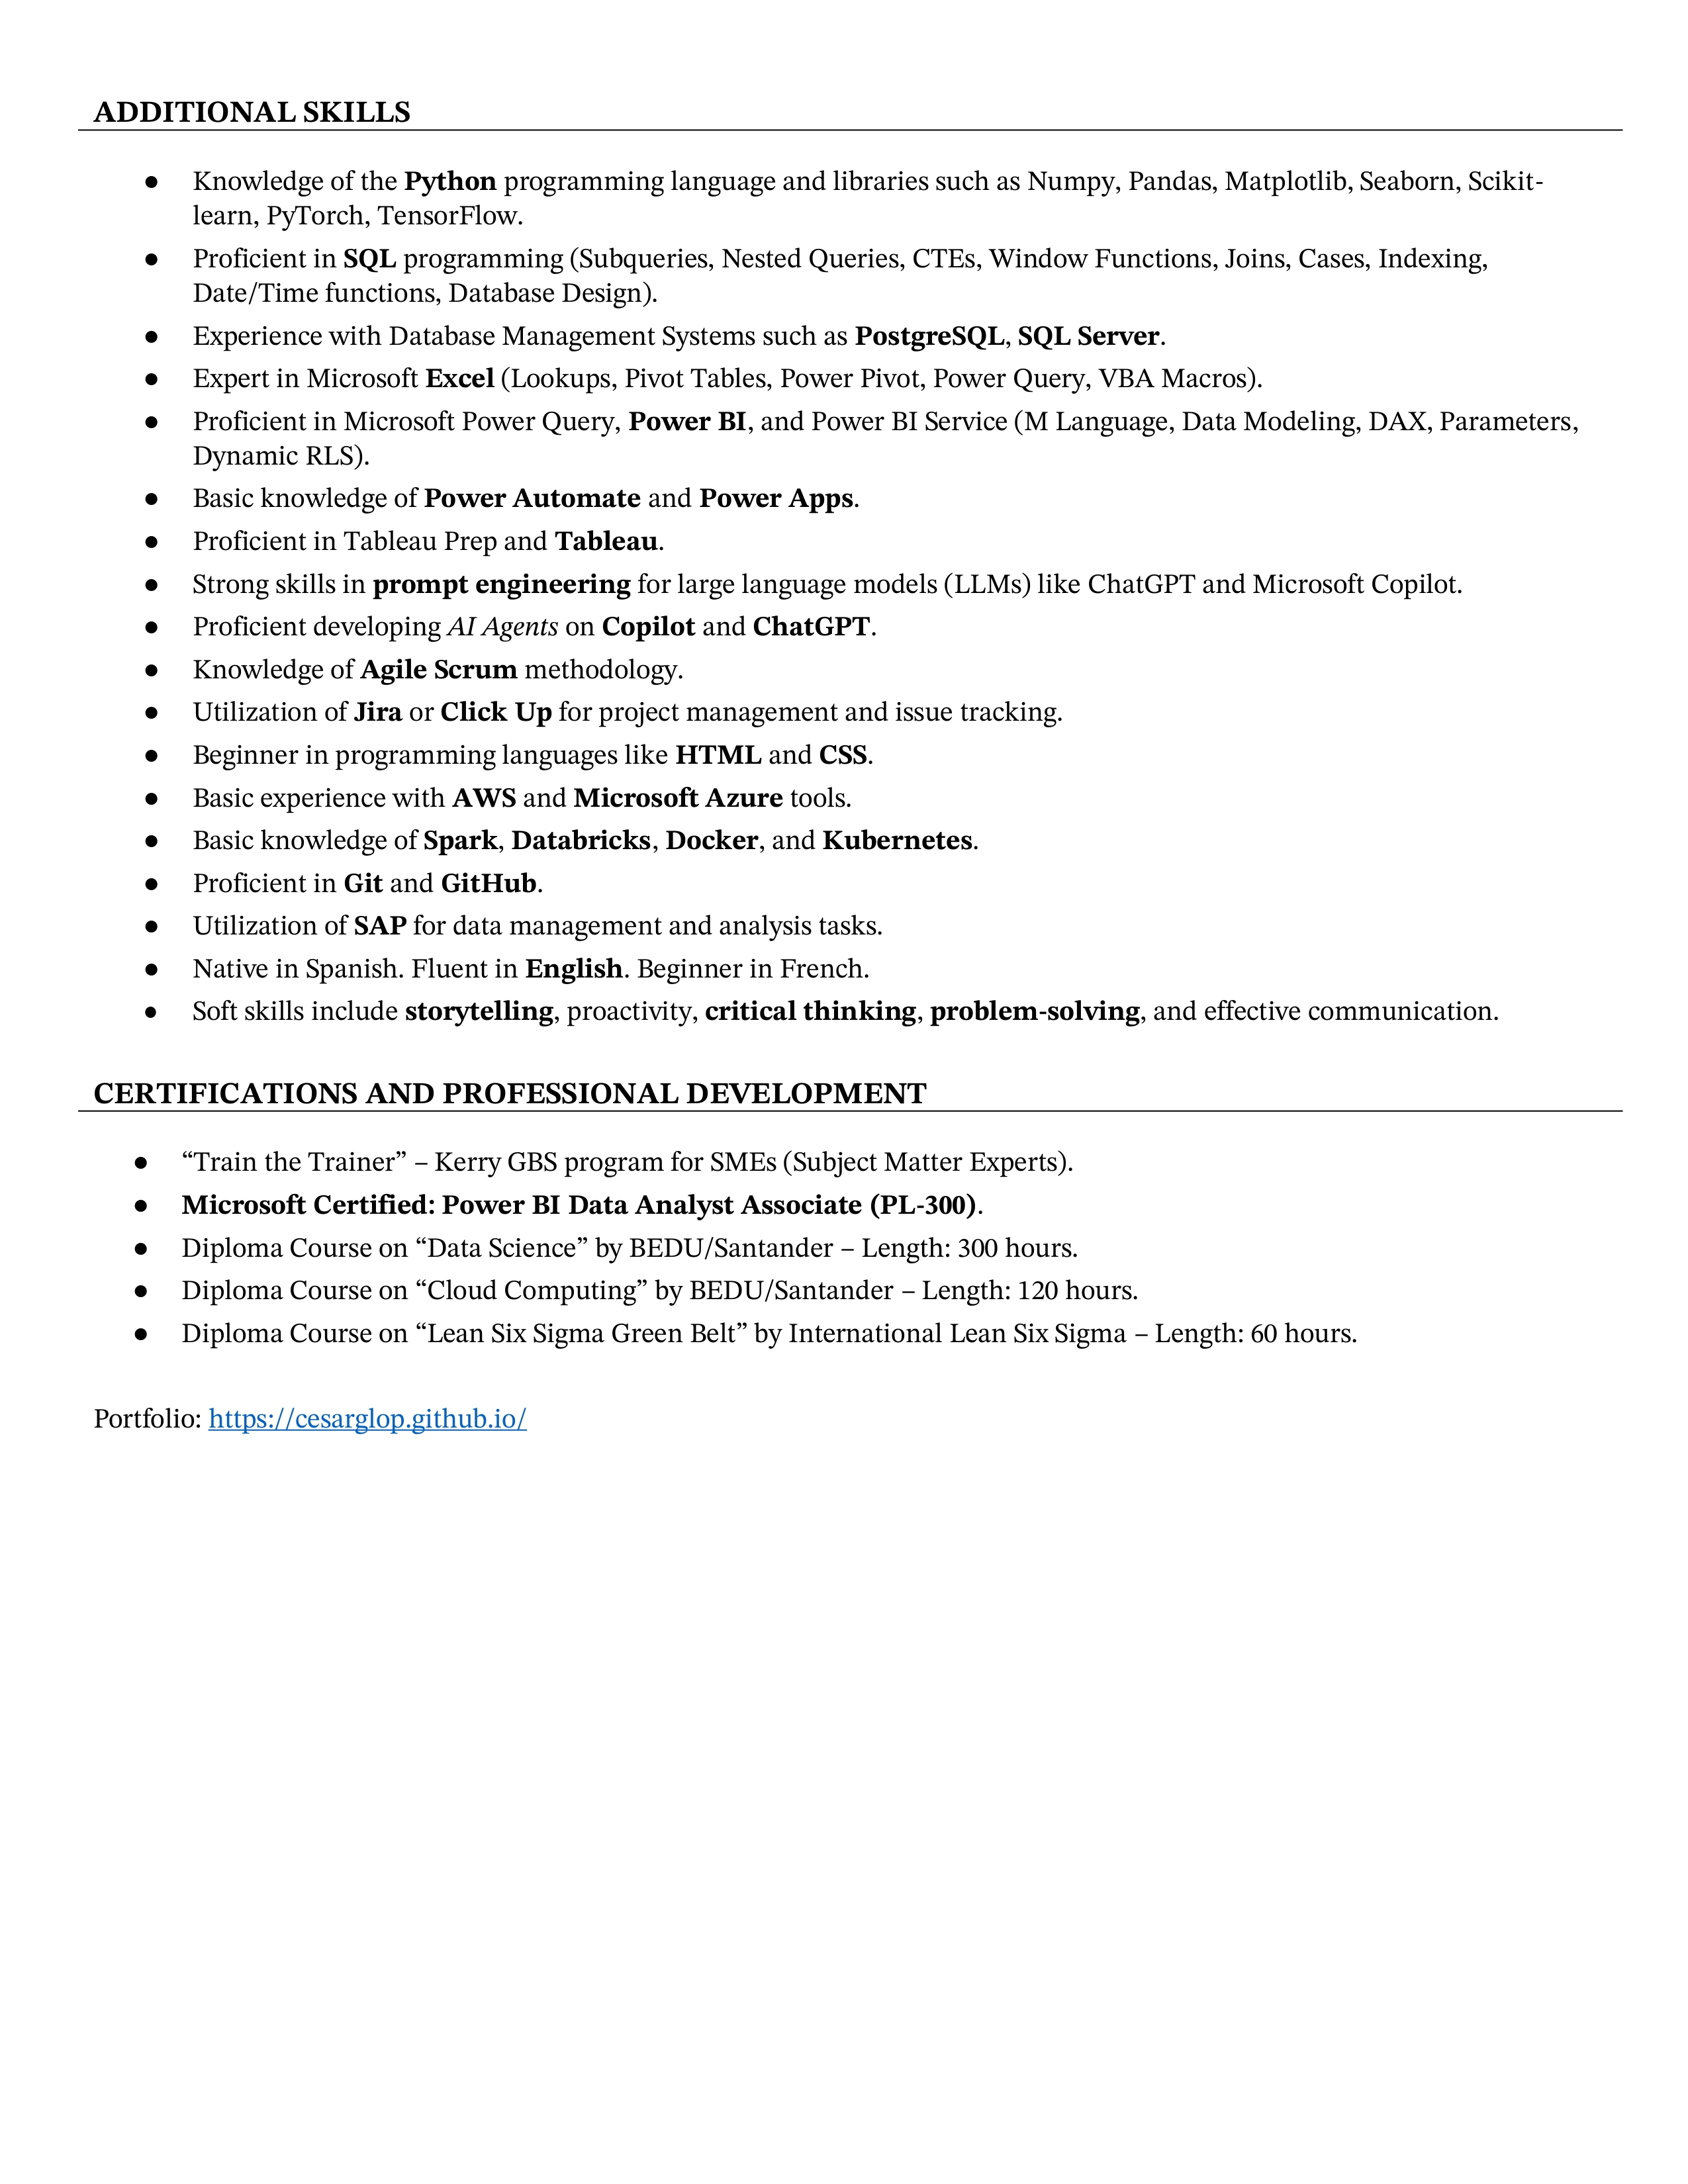 ADDITIONAL SKILLS
● Knowledge of the Python programming language and libraries such as Numpy, Pandas, Matplotlib, Seaborn, Scikit-
learn, PyTorch, TensorFlow.
● Proficient in SQL programming (Subqueries, Nested Queries, CTEs, Window Functions, Joins, Cases, Indexing,
Date/Time functions, Database Design).
● Experience with Database Management Systems such as PostgreSQL, SQL Server.
● Expert in Microsoft Excel (Lookups, Pivot Tables, Power Pivot, Power Query, VBA Macros).
● Proficient in Microsoft Power Query, Power BI, and Power BI Service (M Language, Data Modeling, DAX, Parameters,
Dynamic RLS).
● Basic knowledge of Power Automate and Power Apps.
● Proficient in Tableau Prep and Tableau.
● Strong skills in prompt engineering for large language models (LLMs) like ChatGPT and Microsoft Copilot.
● Proficient developing AI Agents on Copilot and ChatGPT.
● Knowledge of Agile Scrum methodology.
● Utilization of Jira or Click Up for project management and issue tracking.
● Beginner in programming languages like HTML and CSS.
● Basic experience with AWS and Microsoft Azure tools.
● Basic knowledge of Spark, Databricks, Docker, and Kubernetes.
● Proficient in Git and GitHub.
● Utilization of SAP for data management and analysis tasks.
● Native in Spanish. Fluent in English. Beginner in French.
● Soft skills include storytelling, proactivity, critical thinking, problem-solving, and effective communication.
CERTIFICATIONS AND PROFESSIONAL DEVELOPMENT
● “Train the Trainer” – Kerry GBS program for SMEs (Subject Matter Experts).
● Microsoft Certified: Power BI Data Analyst Associate (PL-300).
● Diploma Course on “Data Science” by BEDU/Santander – Length: 300 hours.
● Diploma Course on “Cloud Computing” by BEDU/Santander – Length: 120 hours.
● Diploma Course on “Lean Six Sigma Green Belt” by International Lean Six Sigma – Length: 60 hours.
Portfolio: https://cesarglop.github.io/